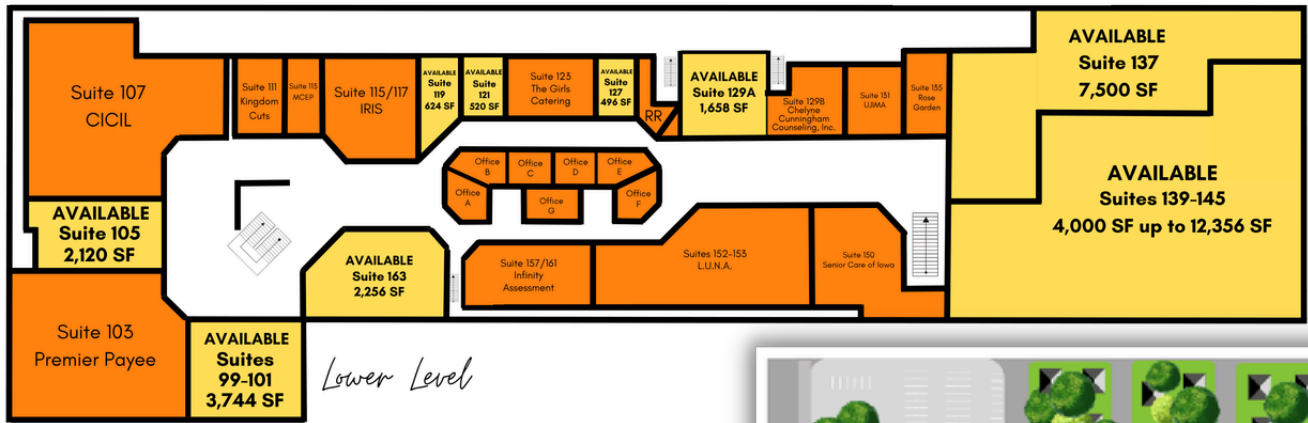 Suite 107
CICIL
Suite 111
Kingdom
Cuts
Suite 113
MCEP
Suite 115/117
IRIS
AVAILABLE
Suite
119
624 SF
AVAILABLE
Suite
121
520 SF
Suite 123
The Girls
Catering
AVAILABLE
Suite
127
496 SF
RR
AVAILABLE
Suite 129A
1,658 SF
Suite 129B
Chelyne
Cunningham
Counseling, Inc.
Suite 131
UJIMA
Suite 135
Rose
Garden
AVAILABLE
Suite 137
7,500 SF
AVAILABLE
Suites 139-145
4,000 SF up to 12,356 SF
Office
A
Office
B
Office
C
Office
D
Office
E
Office
F
Office
G
AVAILABLE
Suite 105
2,120 SF
AVAILABLE
Suite 163
2,256 SF
Suite 157/161
Infinity
Assessment
Suites 152-153
L.U.N.A.
Suite 150
Senior Care of Iowa
Suite 103
Premier Payee
AVAILABLE
Suites
99-101
3,744 SF
Lower Level